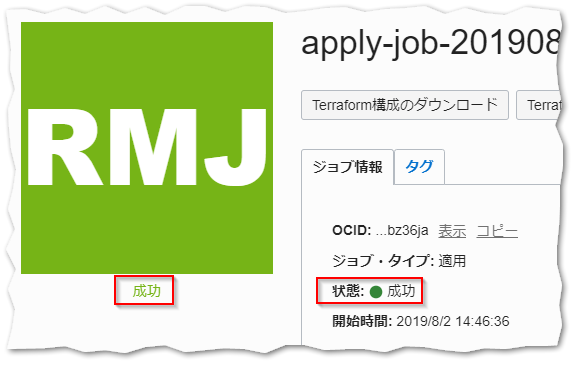 RMJ
成功
apply-job-201908
Terraform構成のダウンロード
Terraf
ジョブ情報
タグ
OCID: ...bz36ja 表示 コピー
ジョブ・タイプ: 適用
状態: 成功
開始時間: 2019/8/2 14:46:36